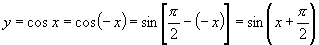 y = cos x = cos(−x) = sin[π/2 − (−x)] = sin(x + π/2)